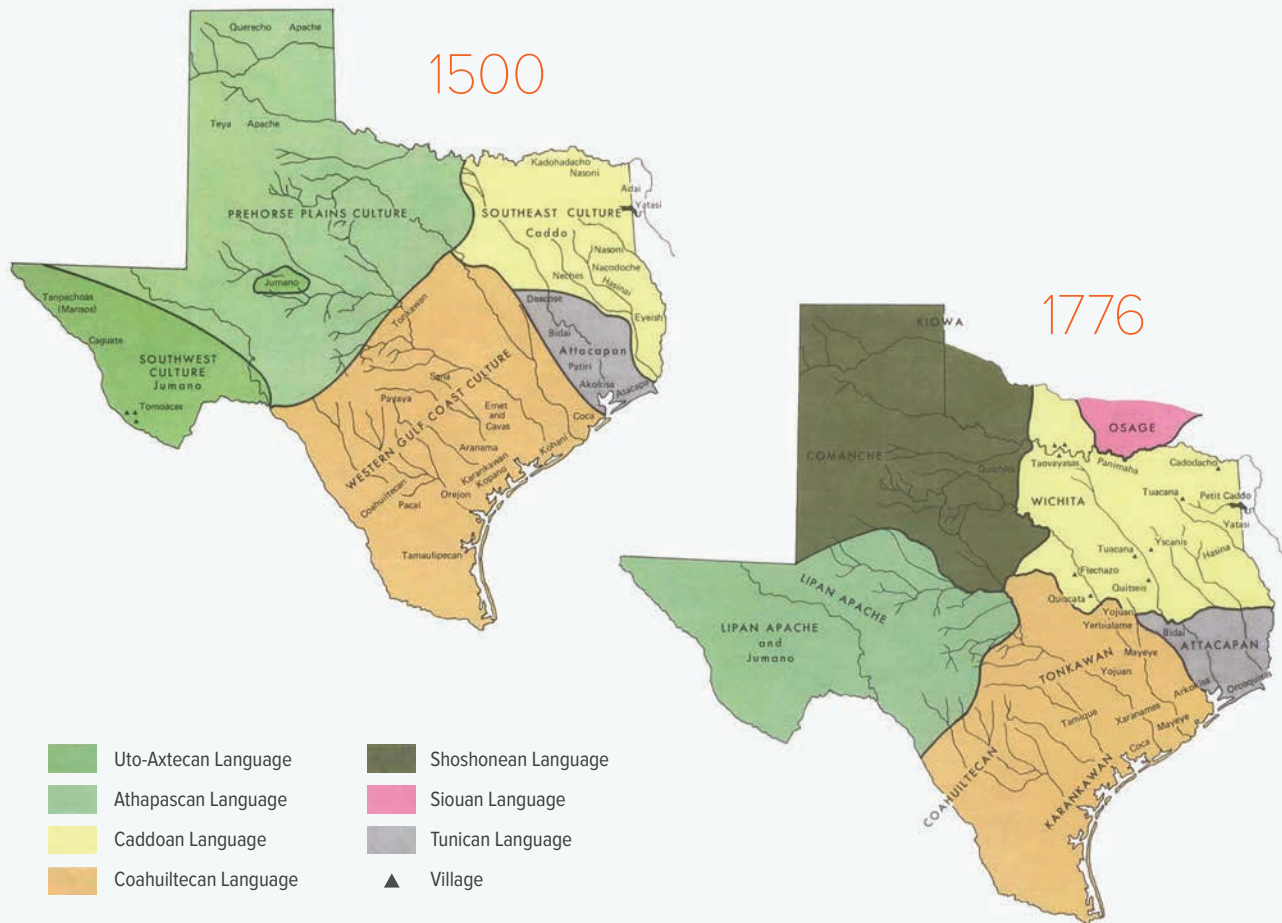 1500
Querecho Apache
Teya Apache
PREHORSE PLAINS CULTURE
Jumano
Kadohadacho
Nasoni
Adai
Yatasi
SOUTHEAST CULTURE
Caddo
Nasoni
Nacodoche
Neches
Hasinai
Eyeish
Tanpachoas
(Mansos)
Caguate
SOUTHWEST
CULTURE
Jumano
Tomoacas
Tonkawan
Deadose
Bidai
Attacapan
Patiri
Akokisa
Atacapa
WESTERN GULF COAST CULTURE
Sana
Payaya
Emet
and
Cavas
Coca
Aranama
Kohani
Karankawan
Kopano
Orejon
Coahuiltecan
Pacal
Tamaulipecan
1776
KIOWA
COMANCHE
OSAGE
Taovayasas
Panimaha
Cadodacho
WICHITA
Tuacana
Petit Caddo
Yatasi
Yscanis
Tuacana
Hasina
Flechazo
Quitseis
Quiscata
Yojuan
Yerbialame
LIPAN APACHE
LIPAN APACHE
and
Jumano
Bidai
ATTACAPAN
Mayeye
TONKAWAN
Yojuan
Arkokisa
Orcoquiza
Tamique
Xaranames
Mayeye
Coca
COAHUILTECAN
KARANKAWAN
Uto-Axtecan Language
Athapascan Language
Caddoan Language
Coahuiltecan Language
Shoshonean Language
Siouan Language
Tunican Language
Village